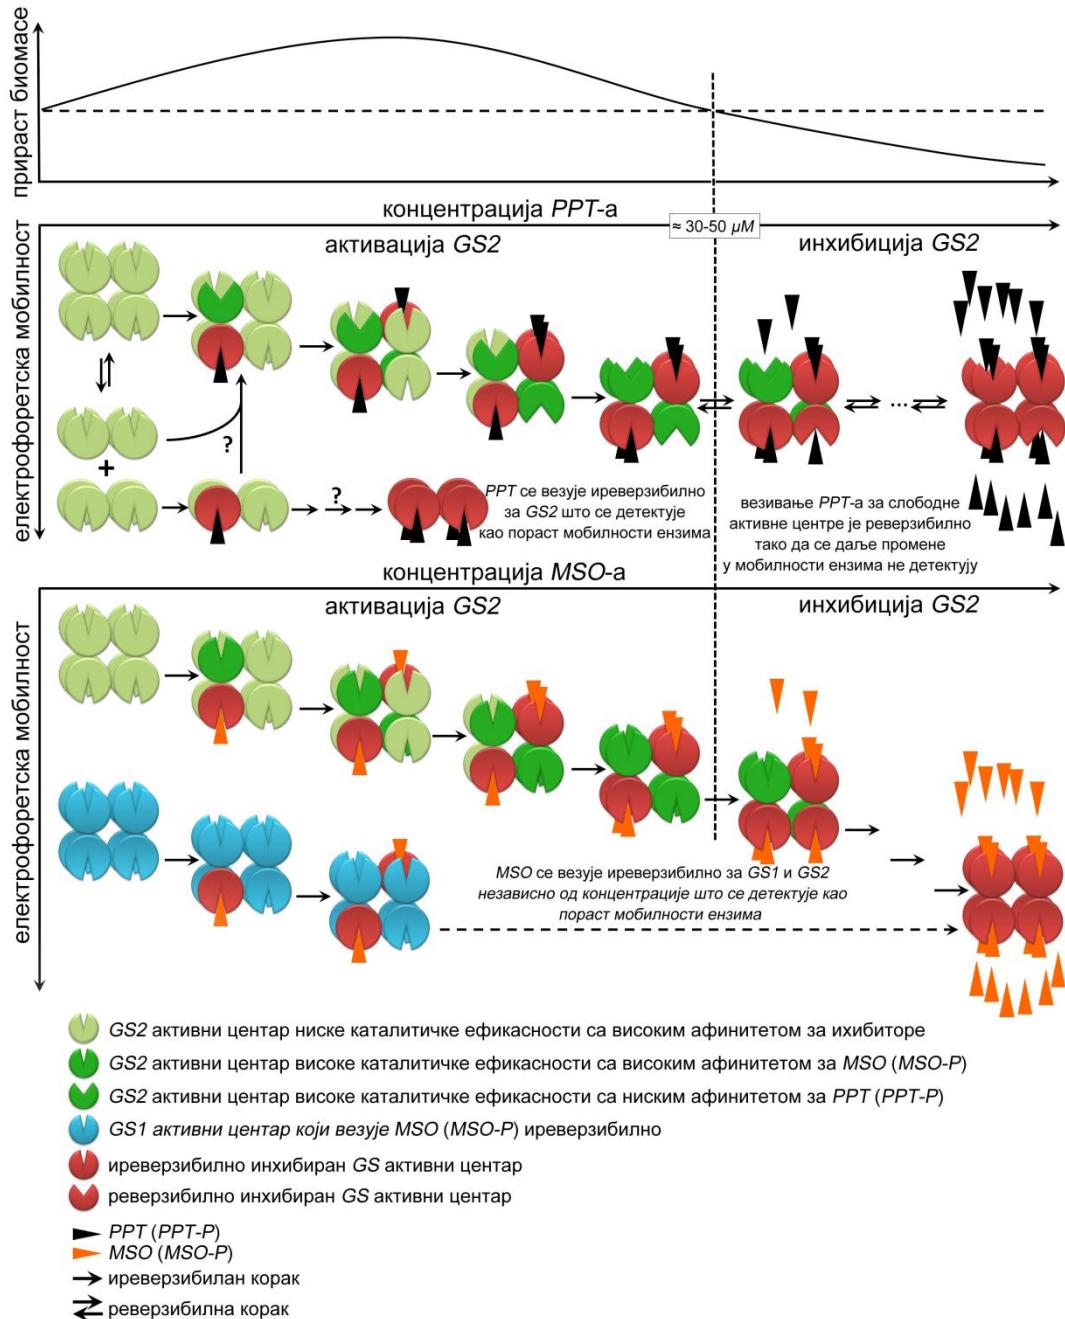 прираст биомасе
концентрација PPT-а
≈ 30-50 µM
електрофоретска мобилност
активација GS2
инхибиција GS2
?
+
?
...
PPT се везује иреверзибилно
за GS2 што се детектује
као пораст мобилности ензима
везивање PPT-а за слободне
активне центре је реверзибилно
тако да се даље промене
у мобилности ензима не детектују
концентрација MSO-а
електрофоретска мобилност
активација GS2
инхибиција GS2
MSO се везује иреверзибилно за GS1 и GS2
независно од концентрације што се детектује као
пораст мобилности ензима
GS2 активни центар ниске каталитичке ефикасности са високим афинитетом за ихибиторе
GS2 активни центар високе каталитичке ефикасности са високим афинитетом за MSO (MSO-P)
GS2 активни центар високе каталитичке ефикасности са ниским афинитетом за PPT (PPT-P)
GS1 активни центар који везује MSO (MSO-P) иреверзибилно
иреверзибилно инхибиран GS активни центар
реверзибилно инхибиран GS активни центар
PPT (PPT-P)
MSO (MSO-P)
иреверзибилан корак
реверзибилна корак